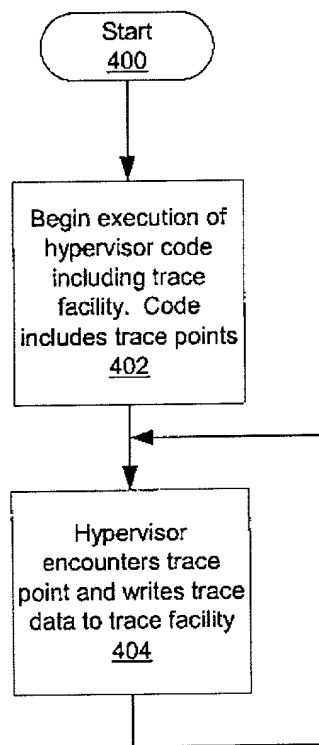 Start
400
Begin execution of
hypervisor code
including trace
facility. Code
includes trace points
402
Hypervisor
encounters trace
point and writes trace
data to trace facility
404